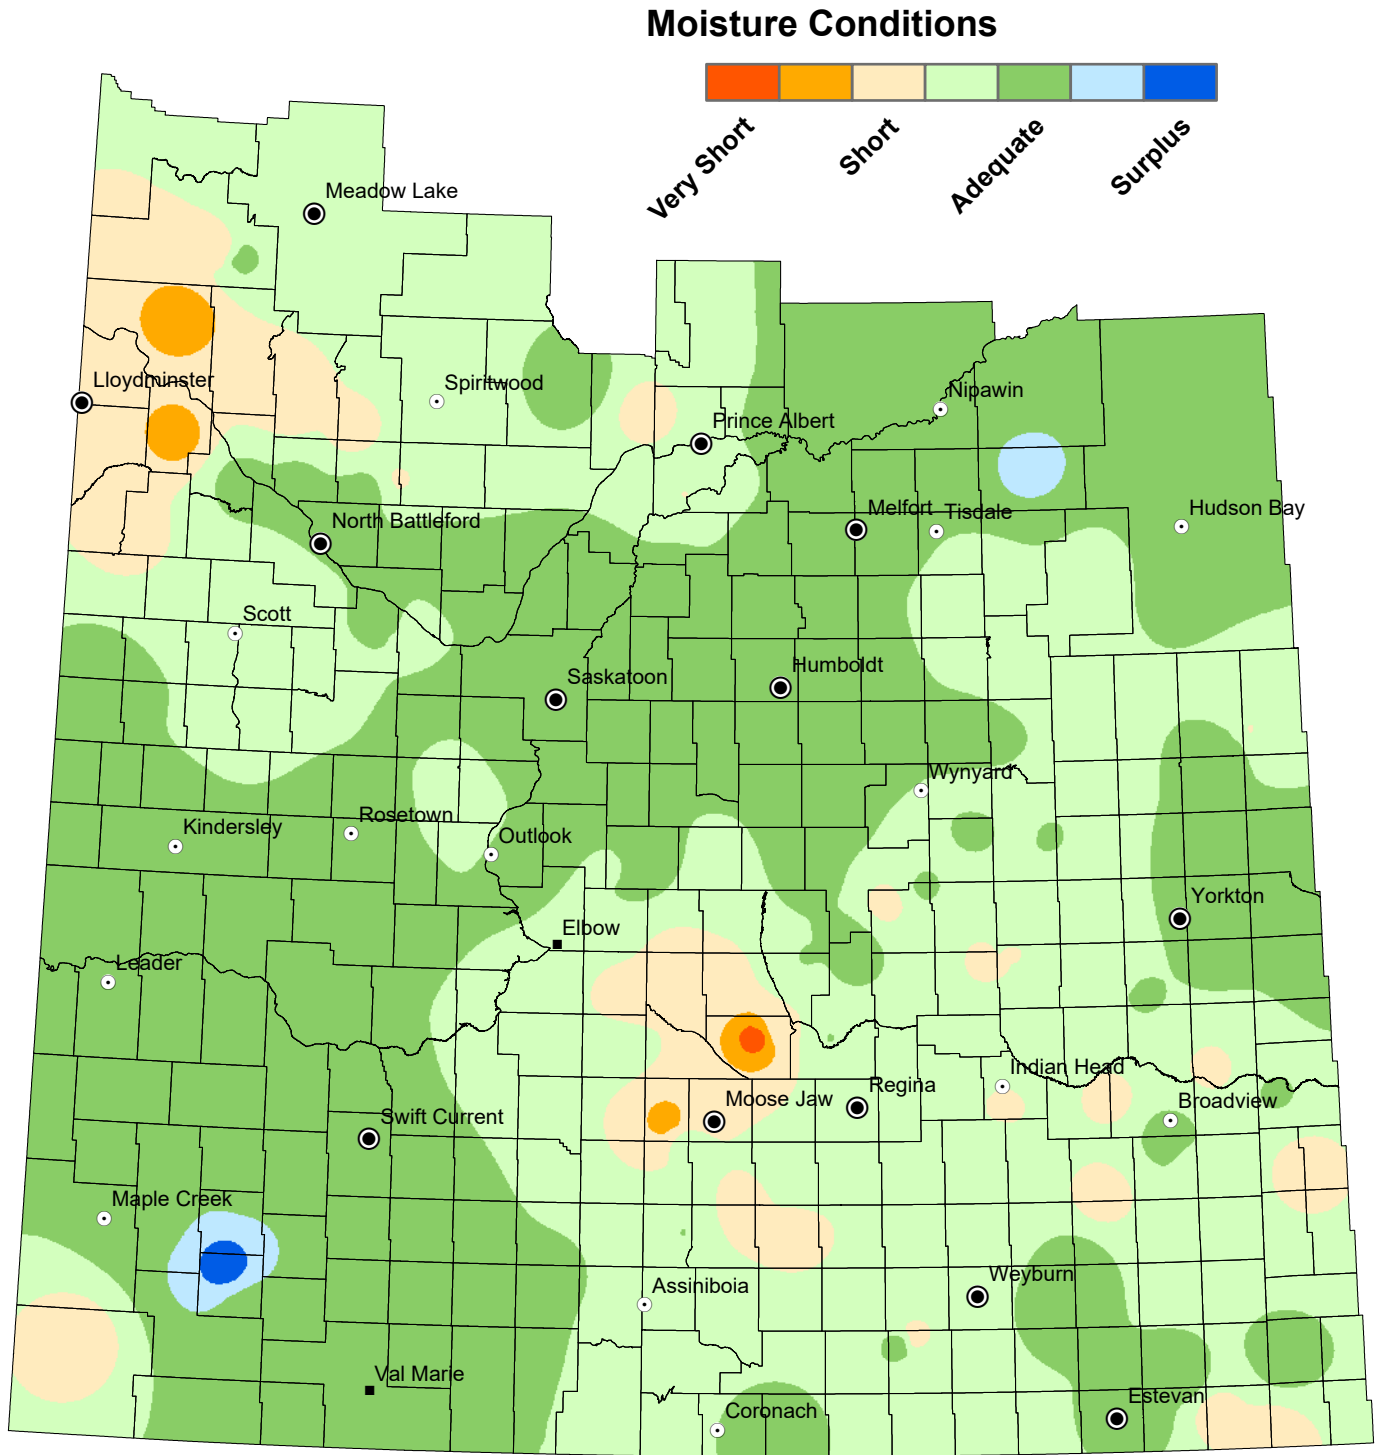 Moisture Conditions
Very Short
Short
Adequate
Surplus
Meadow Lake
Lloydminster
Spiritwood
Nipawin
Prince Albert
Melfort
Tisdale
Hudson Bay
North Battleford
Scott
Saskatoon
Humboldt
Wynyard
Rosetown
Kindersley
Outlook
Yorkton
Elbow
Leader
Indian Head
Regina
Moose Jaw
Broadview
Swift Current
Maple Creek
Weyburn
Assiniboia
Val Marie
Estevan
Coronach